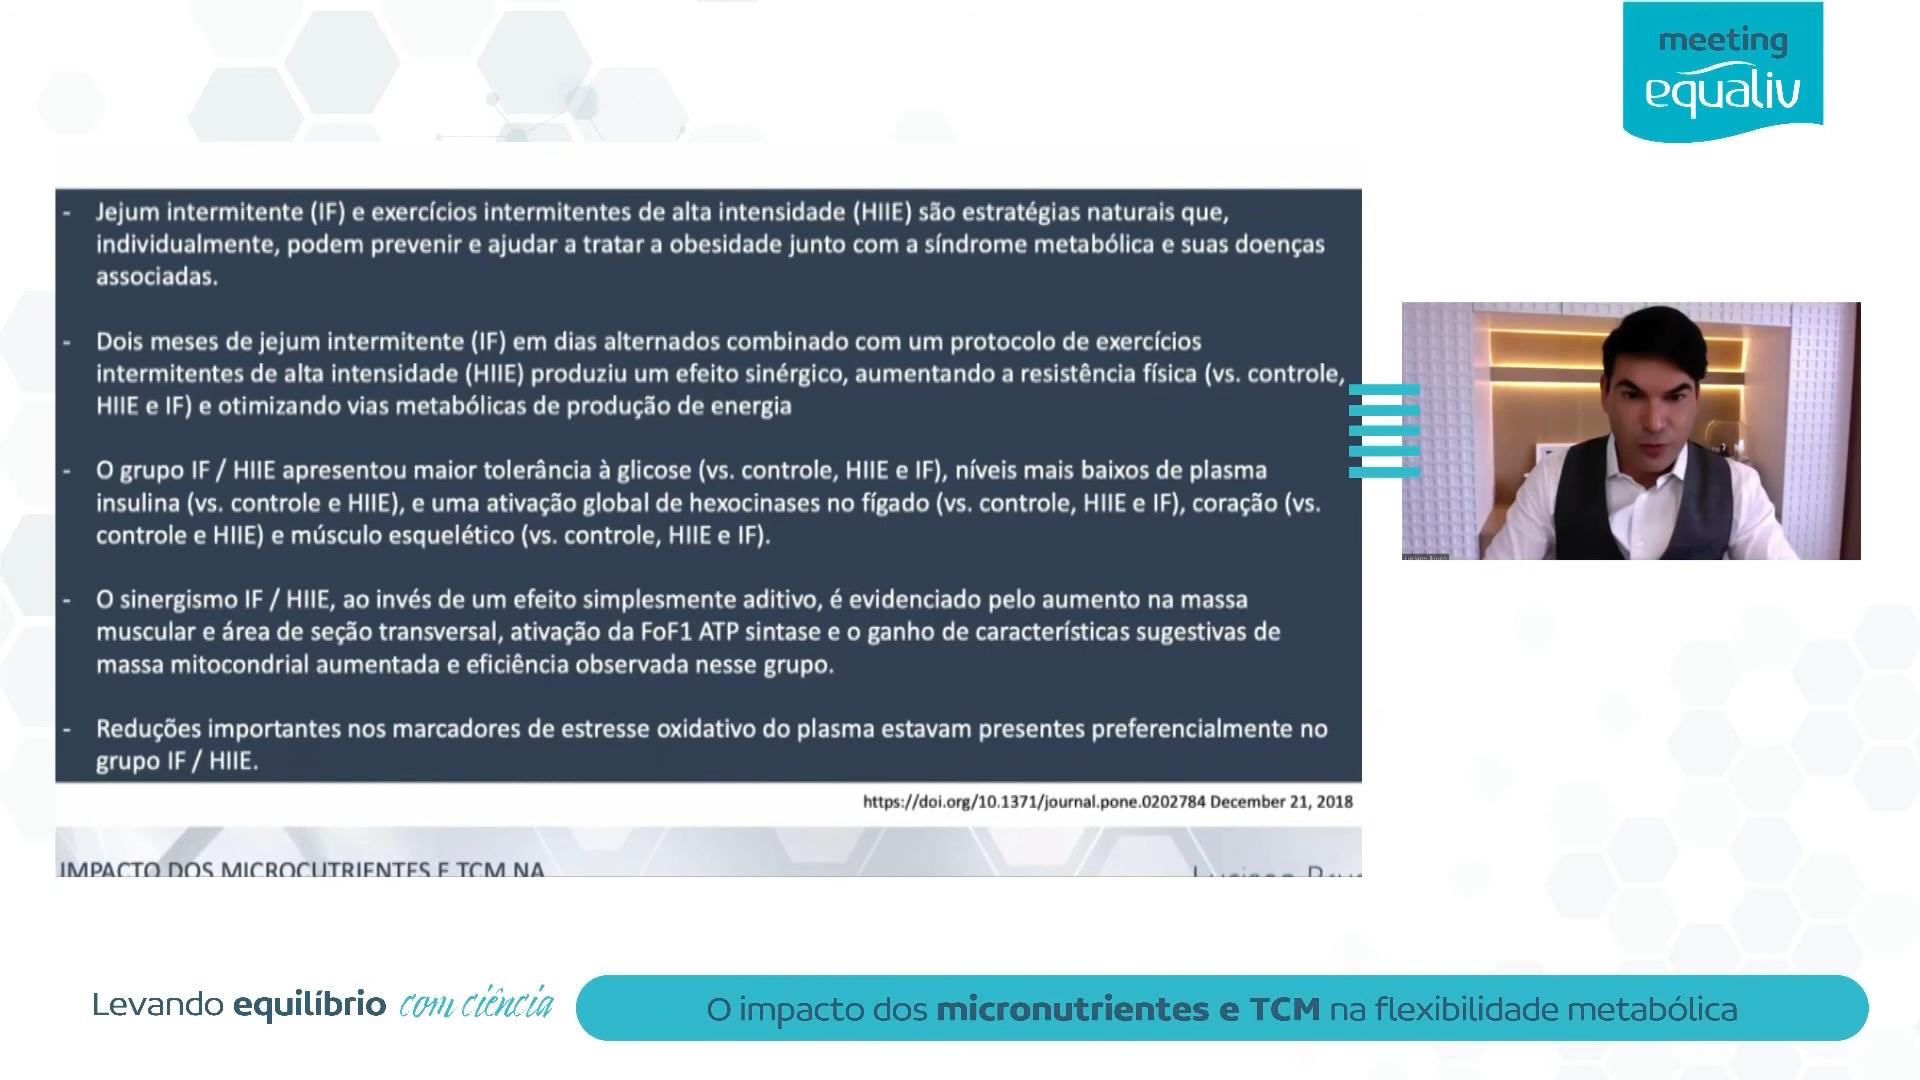 meeting
equaliv
- Jejum intermitente (IF) e exercícios intermitentes de alta intensidade (HIIE) são estratégias naturais que,
individualmente, podem prevenir e ajudar a tratar a obesidade junto com a síndrome metabólica e suas doenças
associadas.
- Dois meses de jejum intermitente (IF) em dias alternados combinado com um protocolo de exercícios
intermitentes de alta intensidade (HIIE) produziu um efeito sinérgico, aumentando a resistência física (vs. controle,
HIIE e IF) e otimizando vias metabólicas de produção de energia
- O grupo IF / HIIE apresentou maior tolerância à glicose (vs. controle, HIIE e IF), níveis mais baixos de plasma
insulina (vs. controle e HIIE), e uma ativação global de hexocinases no fígado (vs. controle, HIIE e IF), coração (vs.
controle e HIIE) e músculo esquelético (vs. controle, HIIE e IF).
- O sinergismo IF / HIIE, ao invés de um efeito simplesmente aditivo, é evidenciado pelo aumento na massa
muscular e área de seção transversal, ativação da FoF1 ATP sintase e o ganho de características sugestivas de
massa mitocondrial aumentada e eficiência observada nesse grupo.
- Reduções importantes nos marcadores de estresse oxidativo do plasma estavam presentes preferencialmente no
grupo IF / HIIE.
https://doi.org/10.1371/journal.pone.0202784 December 21, 2018
IMPACTO DOS MICROCUTRIENTES E TCM NA
Luciano
Levando equilíbrio com ciência
O impacto dos micronutrientes e TCM na flexibilidade metabólica